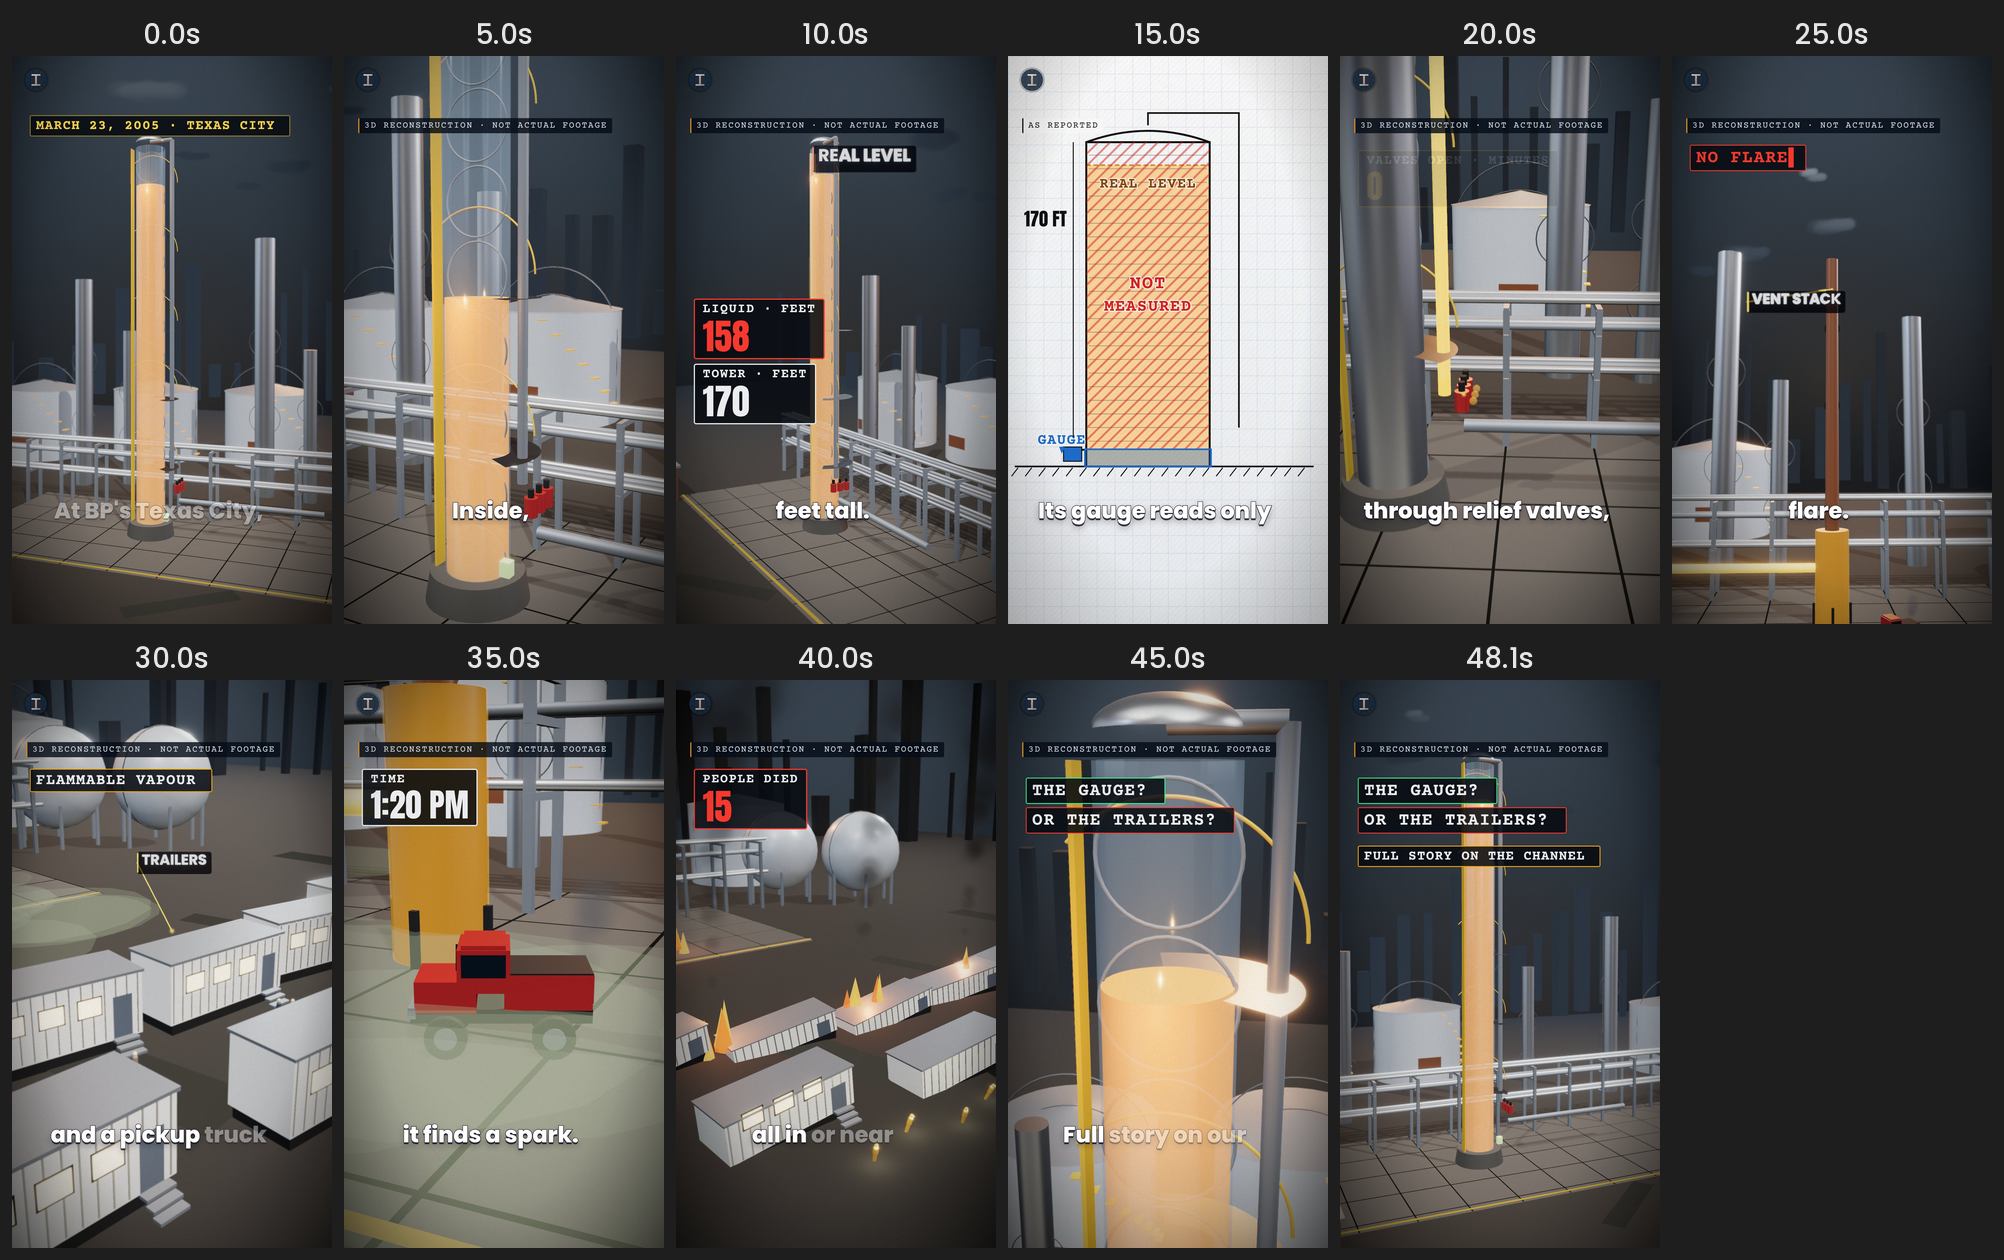 0.0s
MARCH 23, 2005 · TEXAS CITY
At BP's Texas City,
5.0s
3D RECONSTRUCTION · NOT ACTUAL FOOTAGE
Inside,
10.0s
3D RECONSTRUCTION · NOT ACTUAL FOOTAGE
REAL LEVEL
LIQUID · FEET
158
TOWER · FEET
170
feet tall.
15.0s
AS REPORTED
REAL LEVEL
170 FT
NOT
MEASURED
GAUGE
Its gauge reads only
20.0s
3D RECONSTRUCTION · NOT ACTUAL FOOTAGE
VALVES OPEN · MINUTES
0
through relief valves,
25.0s
3D RECONSTRUCTION · NOT ACTUAL FOOTAGE
NO FLARE
VENT STACK
flare.
30.0s
3D RECONSTRUCTION · NOT ACTUAL FOOTAGE
FLAMMABLE VAPOUR
TRAILERS
and a pickup truck
35.0s
3D RECONSTRUCTION · NOT ACTUAL FOOTAGE
TIME
1:20 PM
it finds a spark.
40.0s
3D RECONSTRUCTION · NOT ACTUAL FOOTAGE
PEOPLE DIED
15
all in or near
45.0s
3D RECONSTRUCTION · NOT ACTUAL FOOTAGE
THE GAUGE?
OR THE TRAILERS?
Full story on our
48.1s
3D RECONSTRUCTION · NOT ACTUAL FOOTAGE
THE GAUGE?
OR THE TRAILERS?
FULL STORY ON THE CHANNEL